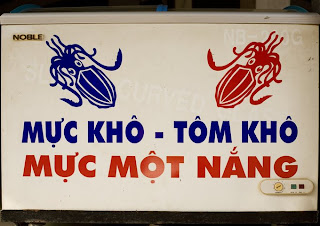 NOBLE
MỰC KHÔ - TÔM KHÔ
MỰC MỘT NẮNG